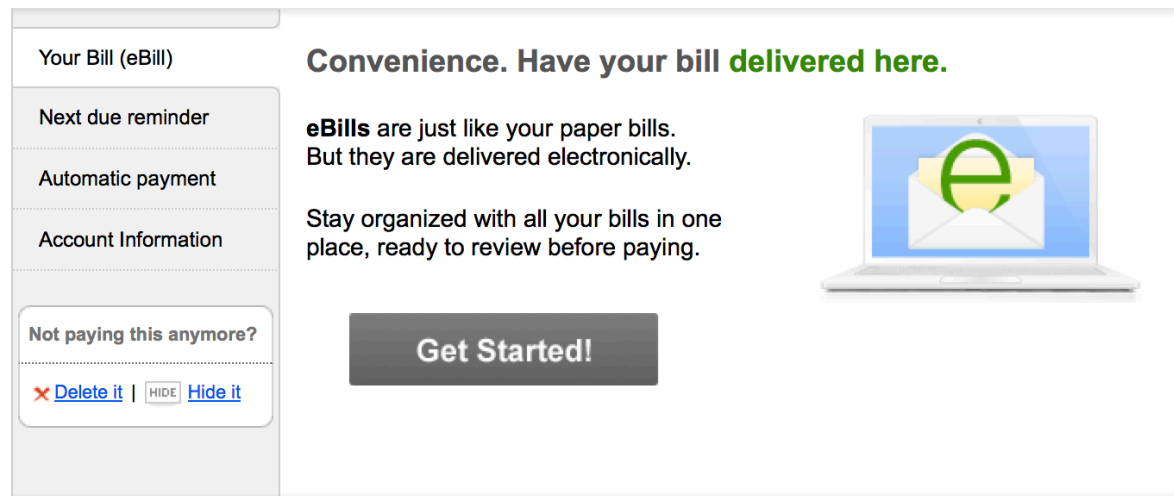 Your Bill (eBill)
Next due reminder
Automatic payment
Account Information
Not paying this anymore?
Delete it | HIDE Hide it
Convenience. Have your bill delivered here.
eBills are just like your paper bills.
But they are delivered electronically.
Stay organized with all your bills in one
place, ready to review before paying.
Get Started!
e